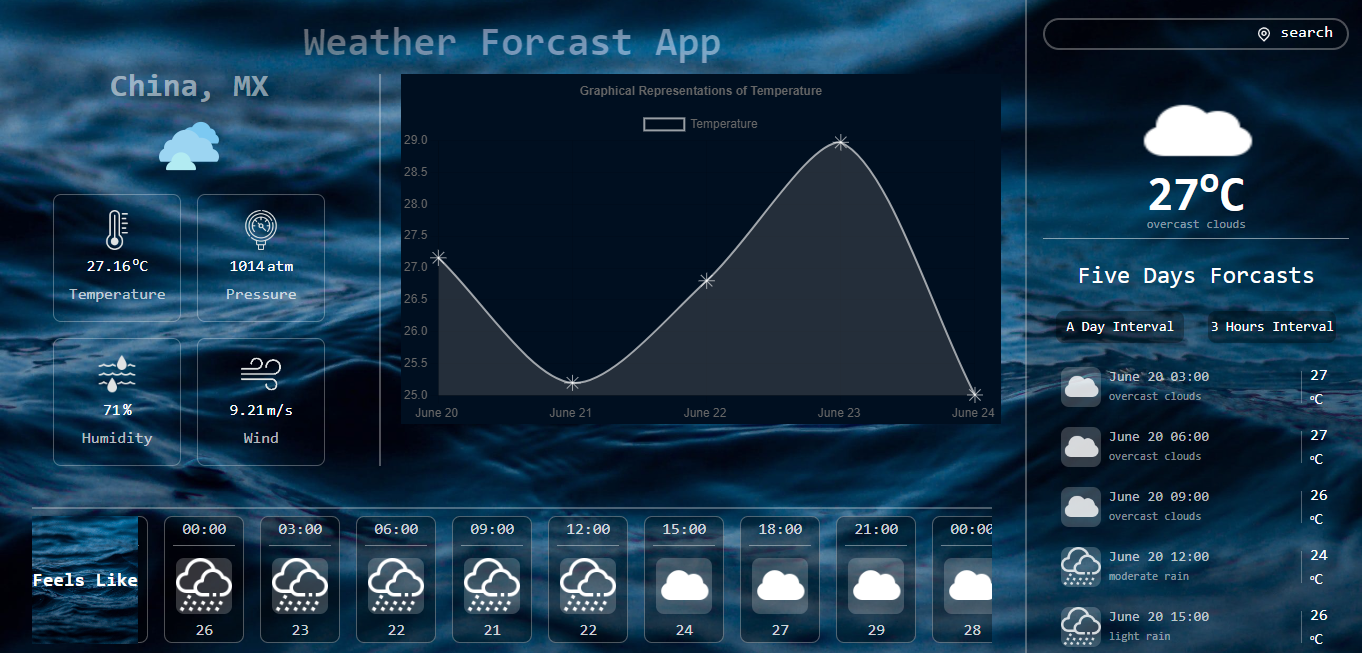 Weather Forcast App
China, MX
27.16°C
Temperature
1014atm
Pressure
71%
Humidity
9.21m/s
Wind
Graphical Representations of Temperature
Temperature
29.0
28.5
28.0
27.5
27.0
26.5
26.0
25.5
25.0
June 20 June 21 June 22 June 23 June 24
Feels Like
00:00 03:00 06:00 09:00 12:00 15:00 18:00 21:00 00:00
26 23 22 21 22 24 27 29 28
search
27°C
overcast clouds
Five Days Forcasts
A Day Interval 3 Hours Interval
June 20 03:00
overcast clouds
27
°C
June 20 06:00
overcast clouds
27
°C
June 20 09:00
overcast clouds
26
°C
June 20 12:00
moderate rain
24
°C
June 20 15:00
light rain
26
°C